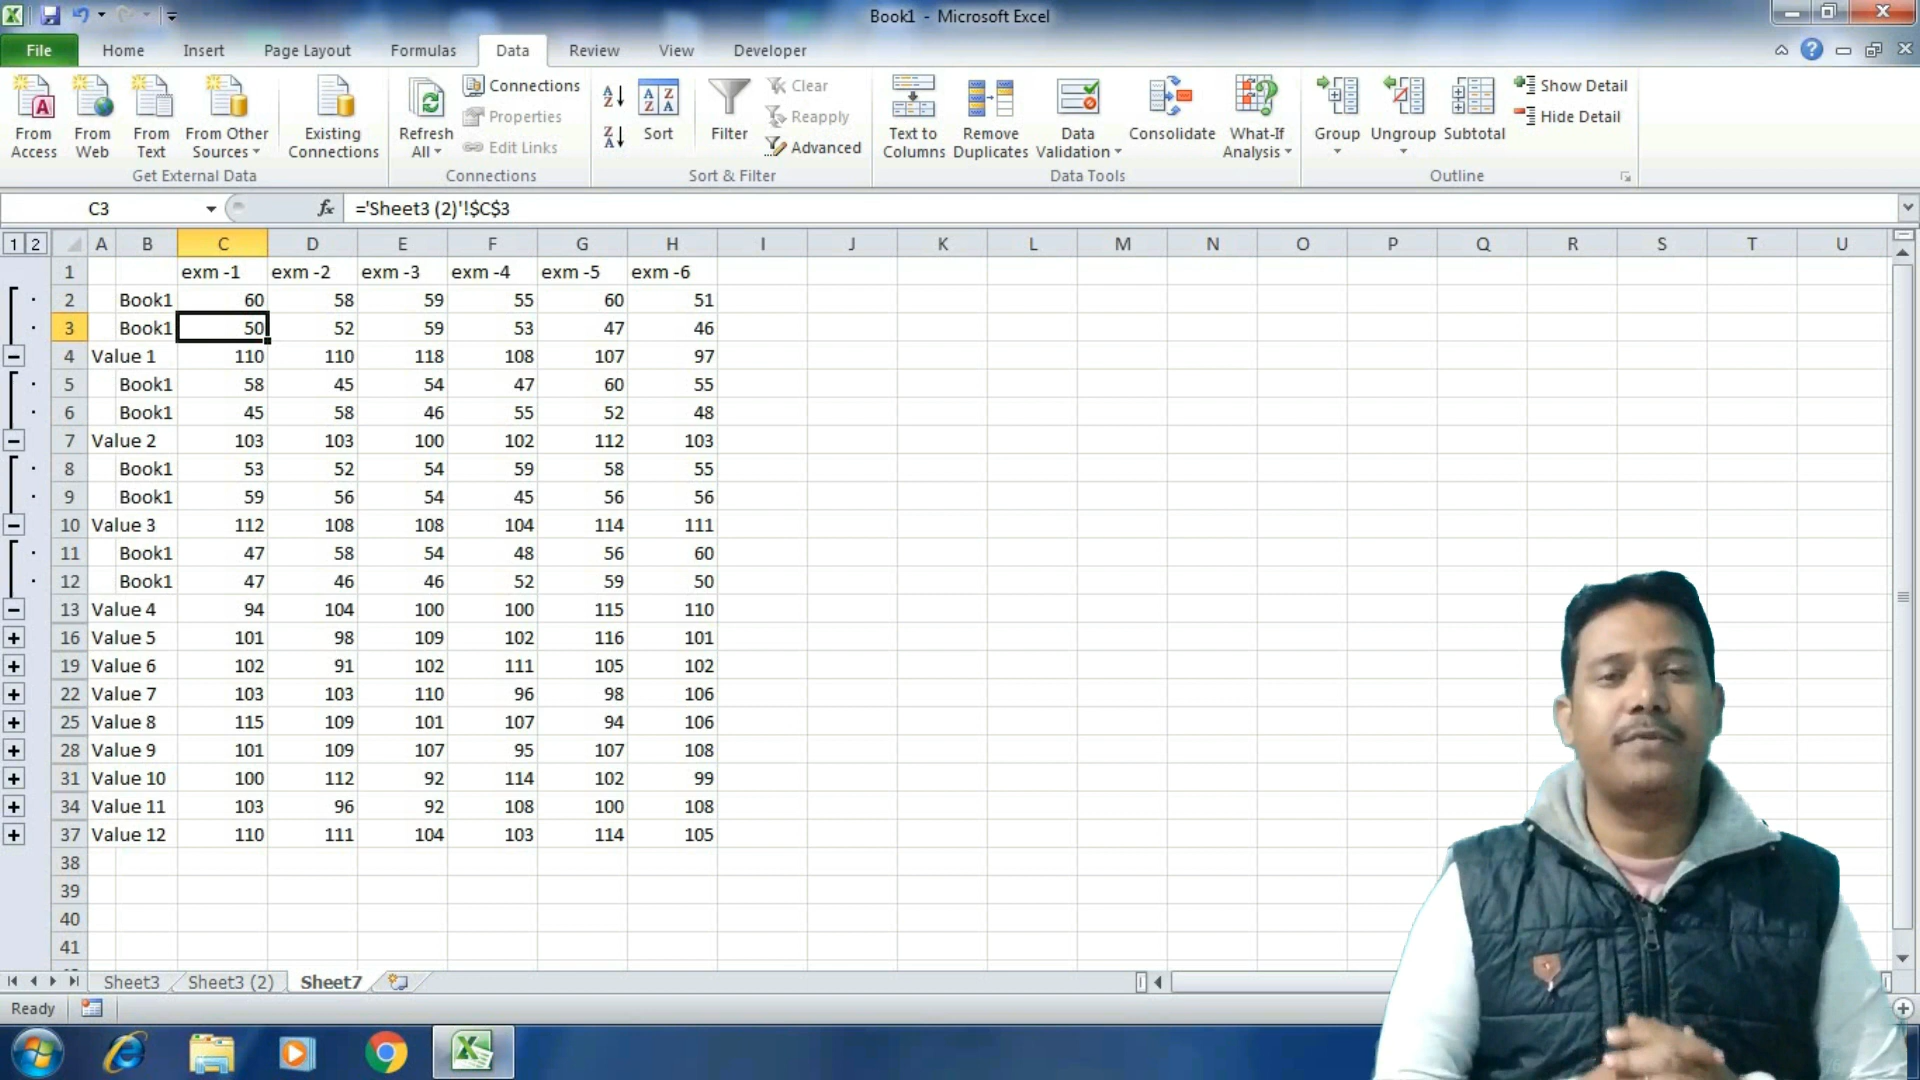 Book1 - Microsoft Excel
File Home Insert Page Layout Formulas Data Review View Developer
From Access
From Web
From Text
From Other Sources
Existing Connections
Get External Data
Refresh All
Connections
Properties
Edit Links
Connections
Sort
Filter
Clear
Reapply
Advanced
Sort & Filter
Text to Columns
Remove Duplicates
Data Validation
Consolidate
What-If Analysis
Data Tools
Group
Ungroup
Subtotal
Show Detail
Hide Detail
Outline
C3 fx ='Sheet3 (2)'!$C$3
1 2 A B C D E F G H I J K L M N O P Q R S T U
1 exm -1 exm -2 exm -3 exm -4 exm -5 exm -6
2 Book1 60 58 59 55 60 51
3 Book1 50 52 59 53 47 46
4 Value 1 110 110 118 108 107 97
5 Book1 58 45 54 47 60 55
6 Book1 45 58 46 55 52 48
7 Value 2 103 103 100 102 112 103
8 Book1 53 52 54 59 58 55
9 Book1 59 56 54 45 56 56
10 Value 3 112 108 108 104 114 111
11 Book1 47 58 54 48 56 60
12 Book1 47 46 46 52 59 50
13 Value 4 94 104 100 100 115 110
16 Value 5 101 98 109 102 116 101
19 Value 6 102 91 102 111 105 102
22 Value 7 103 103 110 96 98 106
25 Value 8 115 109 101 107 94 106
28 Value 9 101 109 107 95 107 108
31 Value 10 100 112 92 114 102 99
34 Value 11 103 96 92 108 100 108
37 Value 12 110 111 104 103 114 105
38
39
40
41
Sheet3 Sheet3 (2) Sheet7
Ready